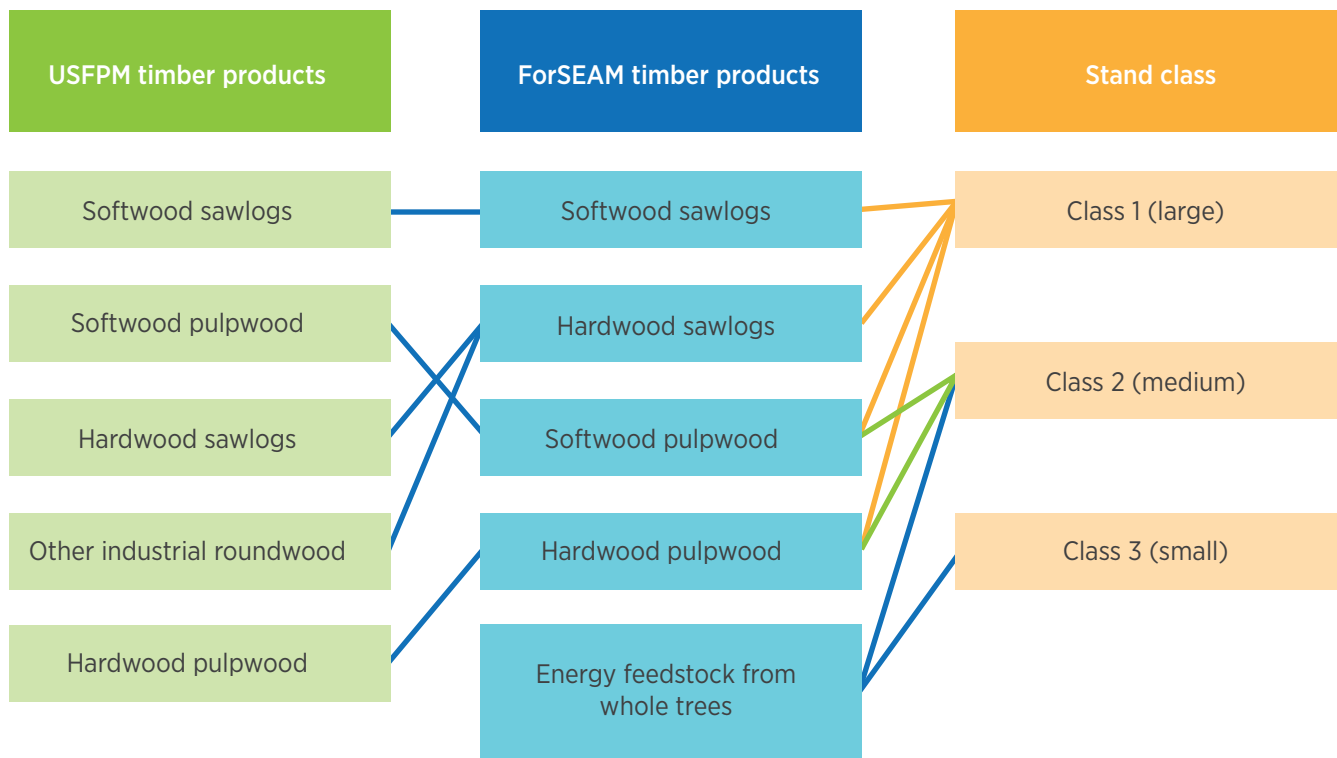 USFPM timber products
ForSEAM timber products
Stand class
Softwood sawlogs
Softwood sawlogs
Class 1 (large)
Softwood pulpwood
Hardwood sawlogs
Class 2 (medium)
Hardwood sawlogs
Softwood pulpwood
Other industrial roundwood
Hardwood pulpwood
Class 3 (small)
Hardwood pulpwood
Energy feedstock from
whole trees